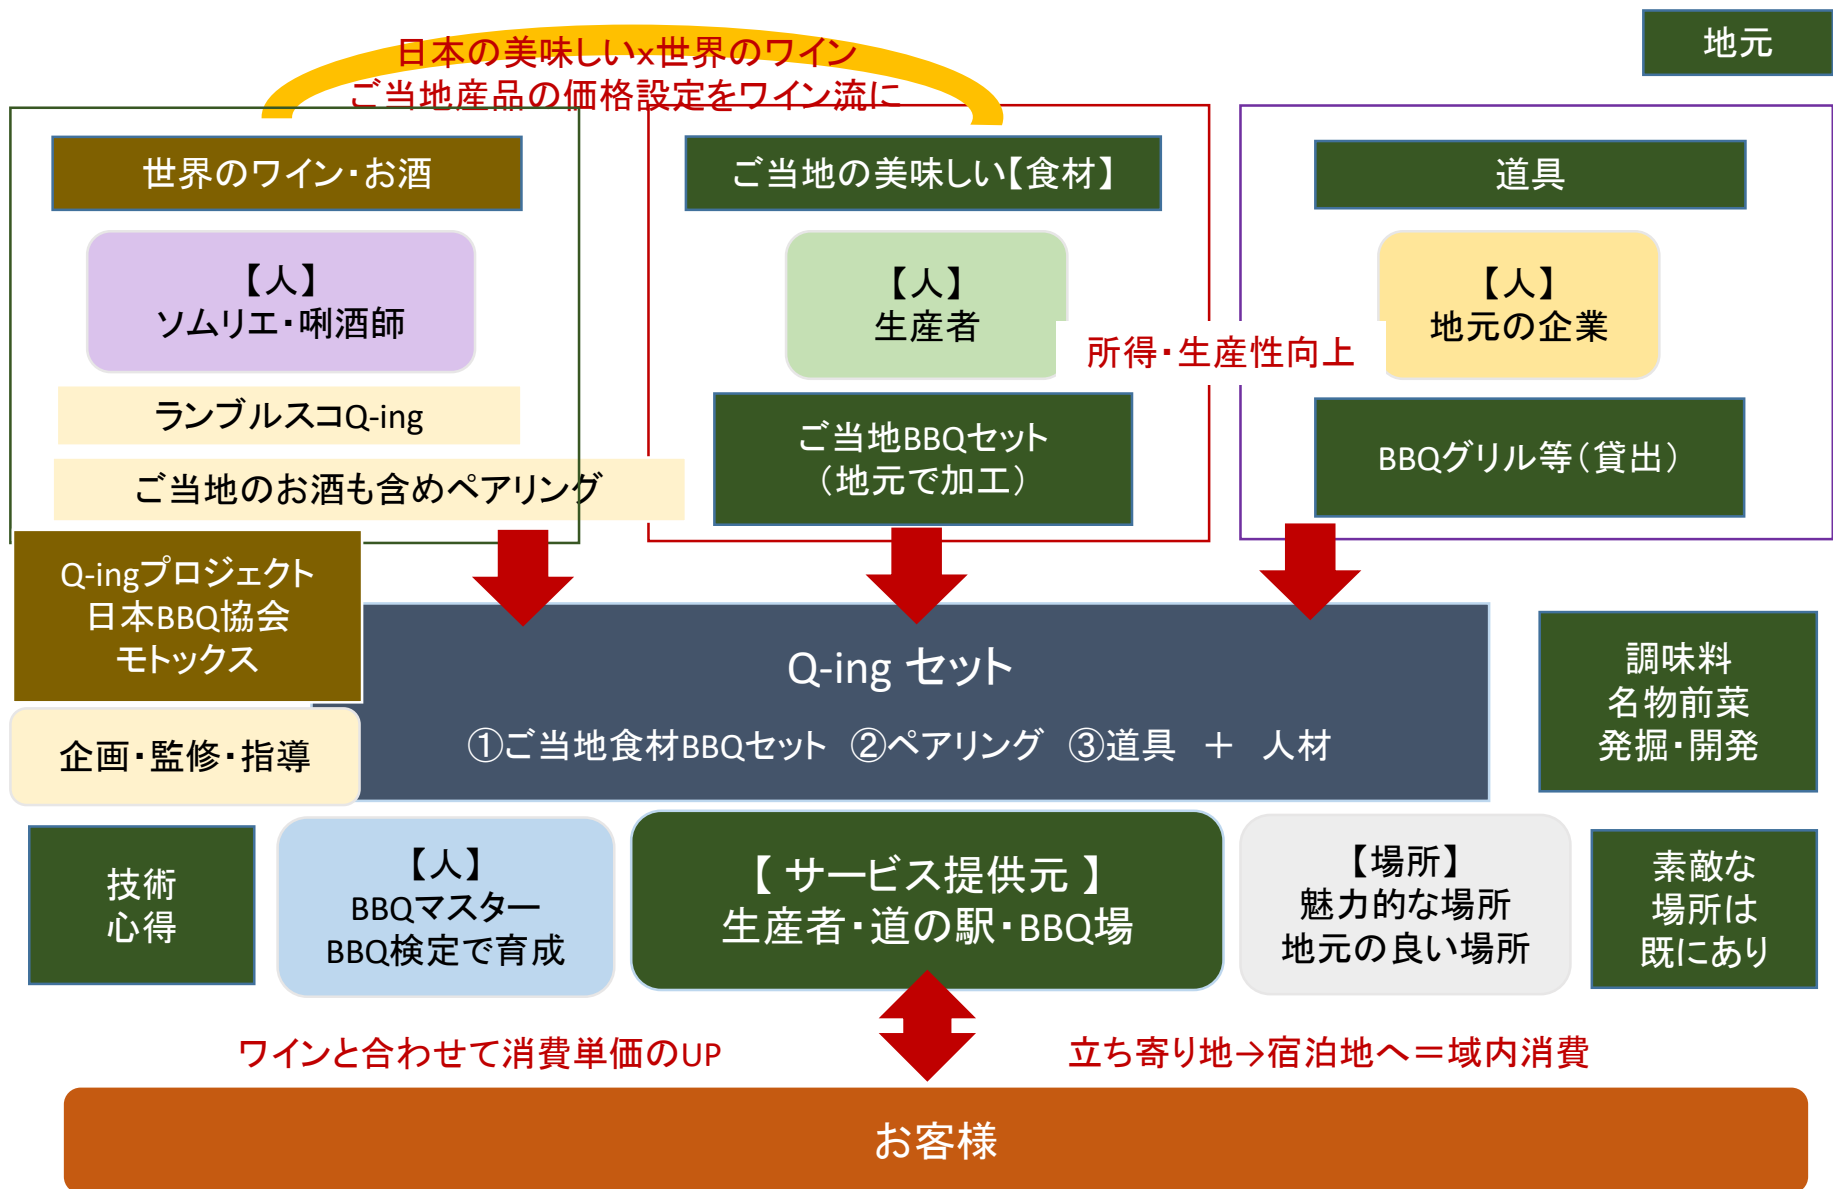 日本の美味しいx世界のワイン
ご当地産品の価格設定をワイン流に
地元
世界のワイン・お酒
【人】
ソムリエ・唎酒師
ランブルスコQ-ing
ご当地のお酒も含めペアリング
ご当地の美味しい【食材】
【人】
生産者
ご当地BBQセット
（地元で加工）
所得・生産性向上
道具
【人】
地元の企業
BBQグリル等（貸出）
Q-ingプロジェクト
日本BBQ協会
モトックス
企画・監修・指導
Q-ing セット
①ご当地食材BBQセット　②ペアリング　③道具　＋　人材
調味料
名物前菜
発掘・開発
技術
心得
【人】
BBQマスター
BBQ検定で育成
【 サービス提供元 】
生産者・道の駅・BBQ場
【場所】
魅力的な場所
地元の良い場所
素敵な
場所は
既にあり
ワインと合わせて消費単価のUP
立ち寄り地→宿泊地へ＝域内消費
お客様